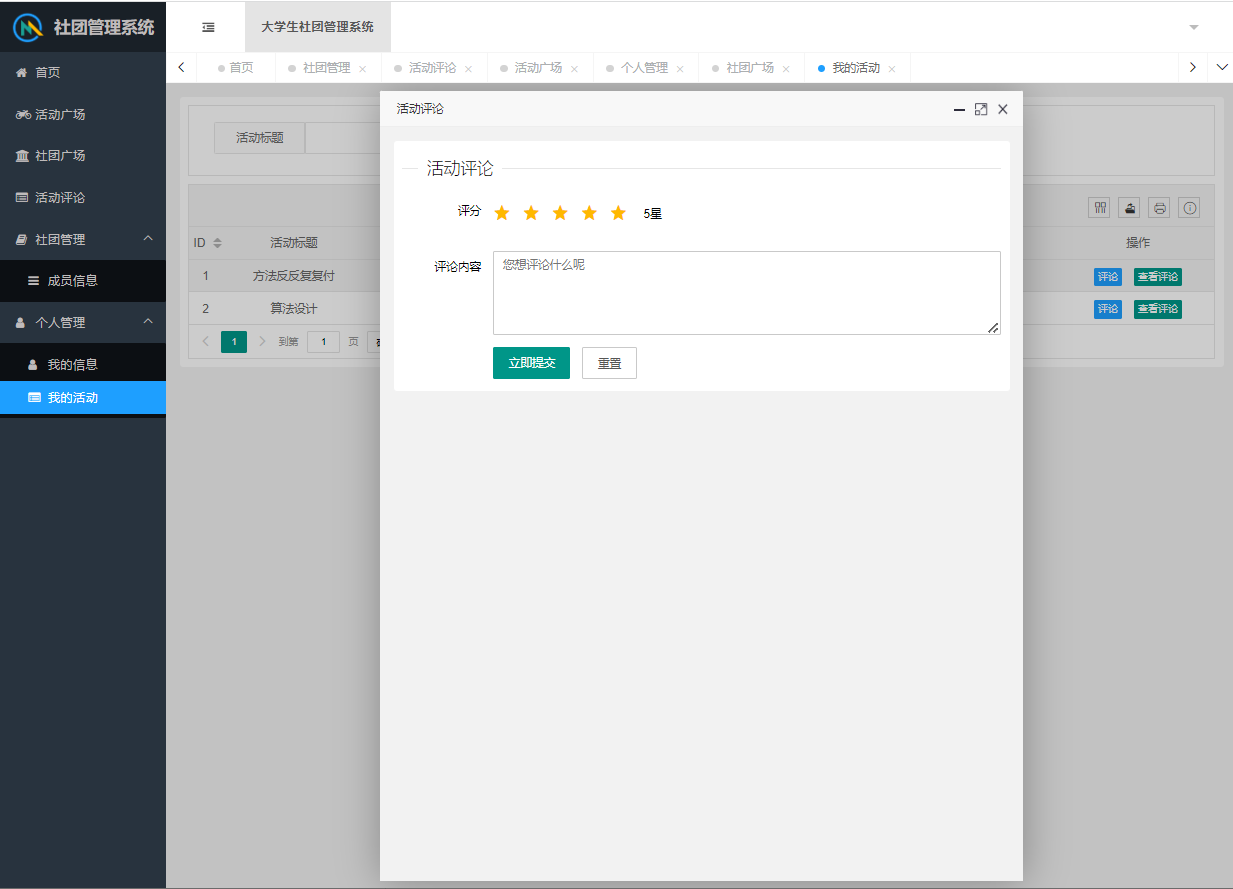 社团管理系统
大学生社团管理系统
首页
活动广场
社团广场
活动评论
社团管理
成员信息
个人管理
我的信息
我的活动
首页 社团管理 活动评论 活动广场 个人管理 社团广场 我的活动
活动标题
ID 活动标题 操作
1 方法反反复复付 评论 查看评论
2 算法设计 评论 查看评论
1 到第 1 页
活动评论
活动评论
评分 5星
评论内容 您想评论什么呢
立即提交 重置